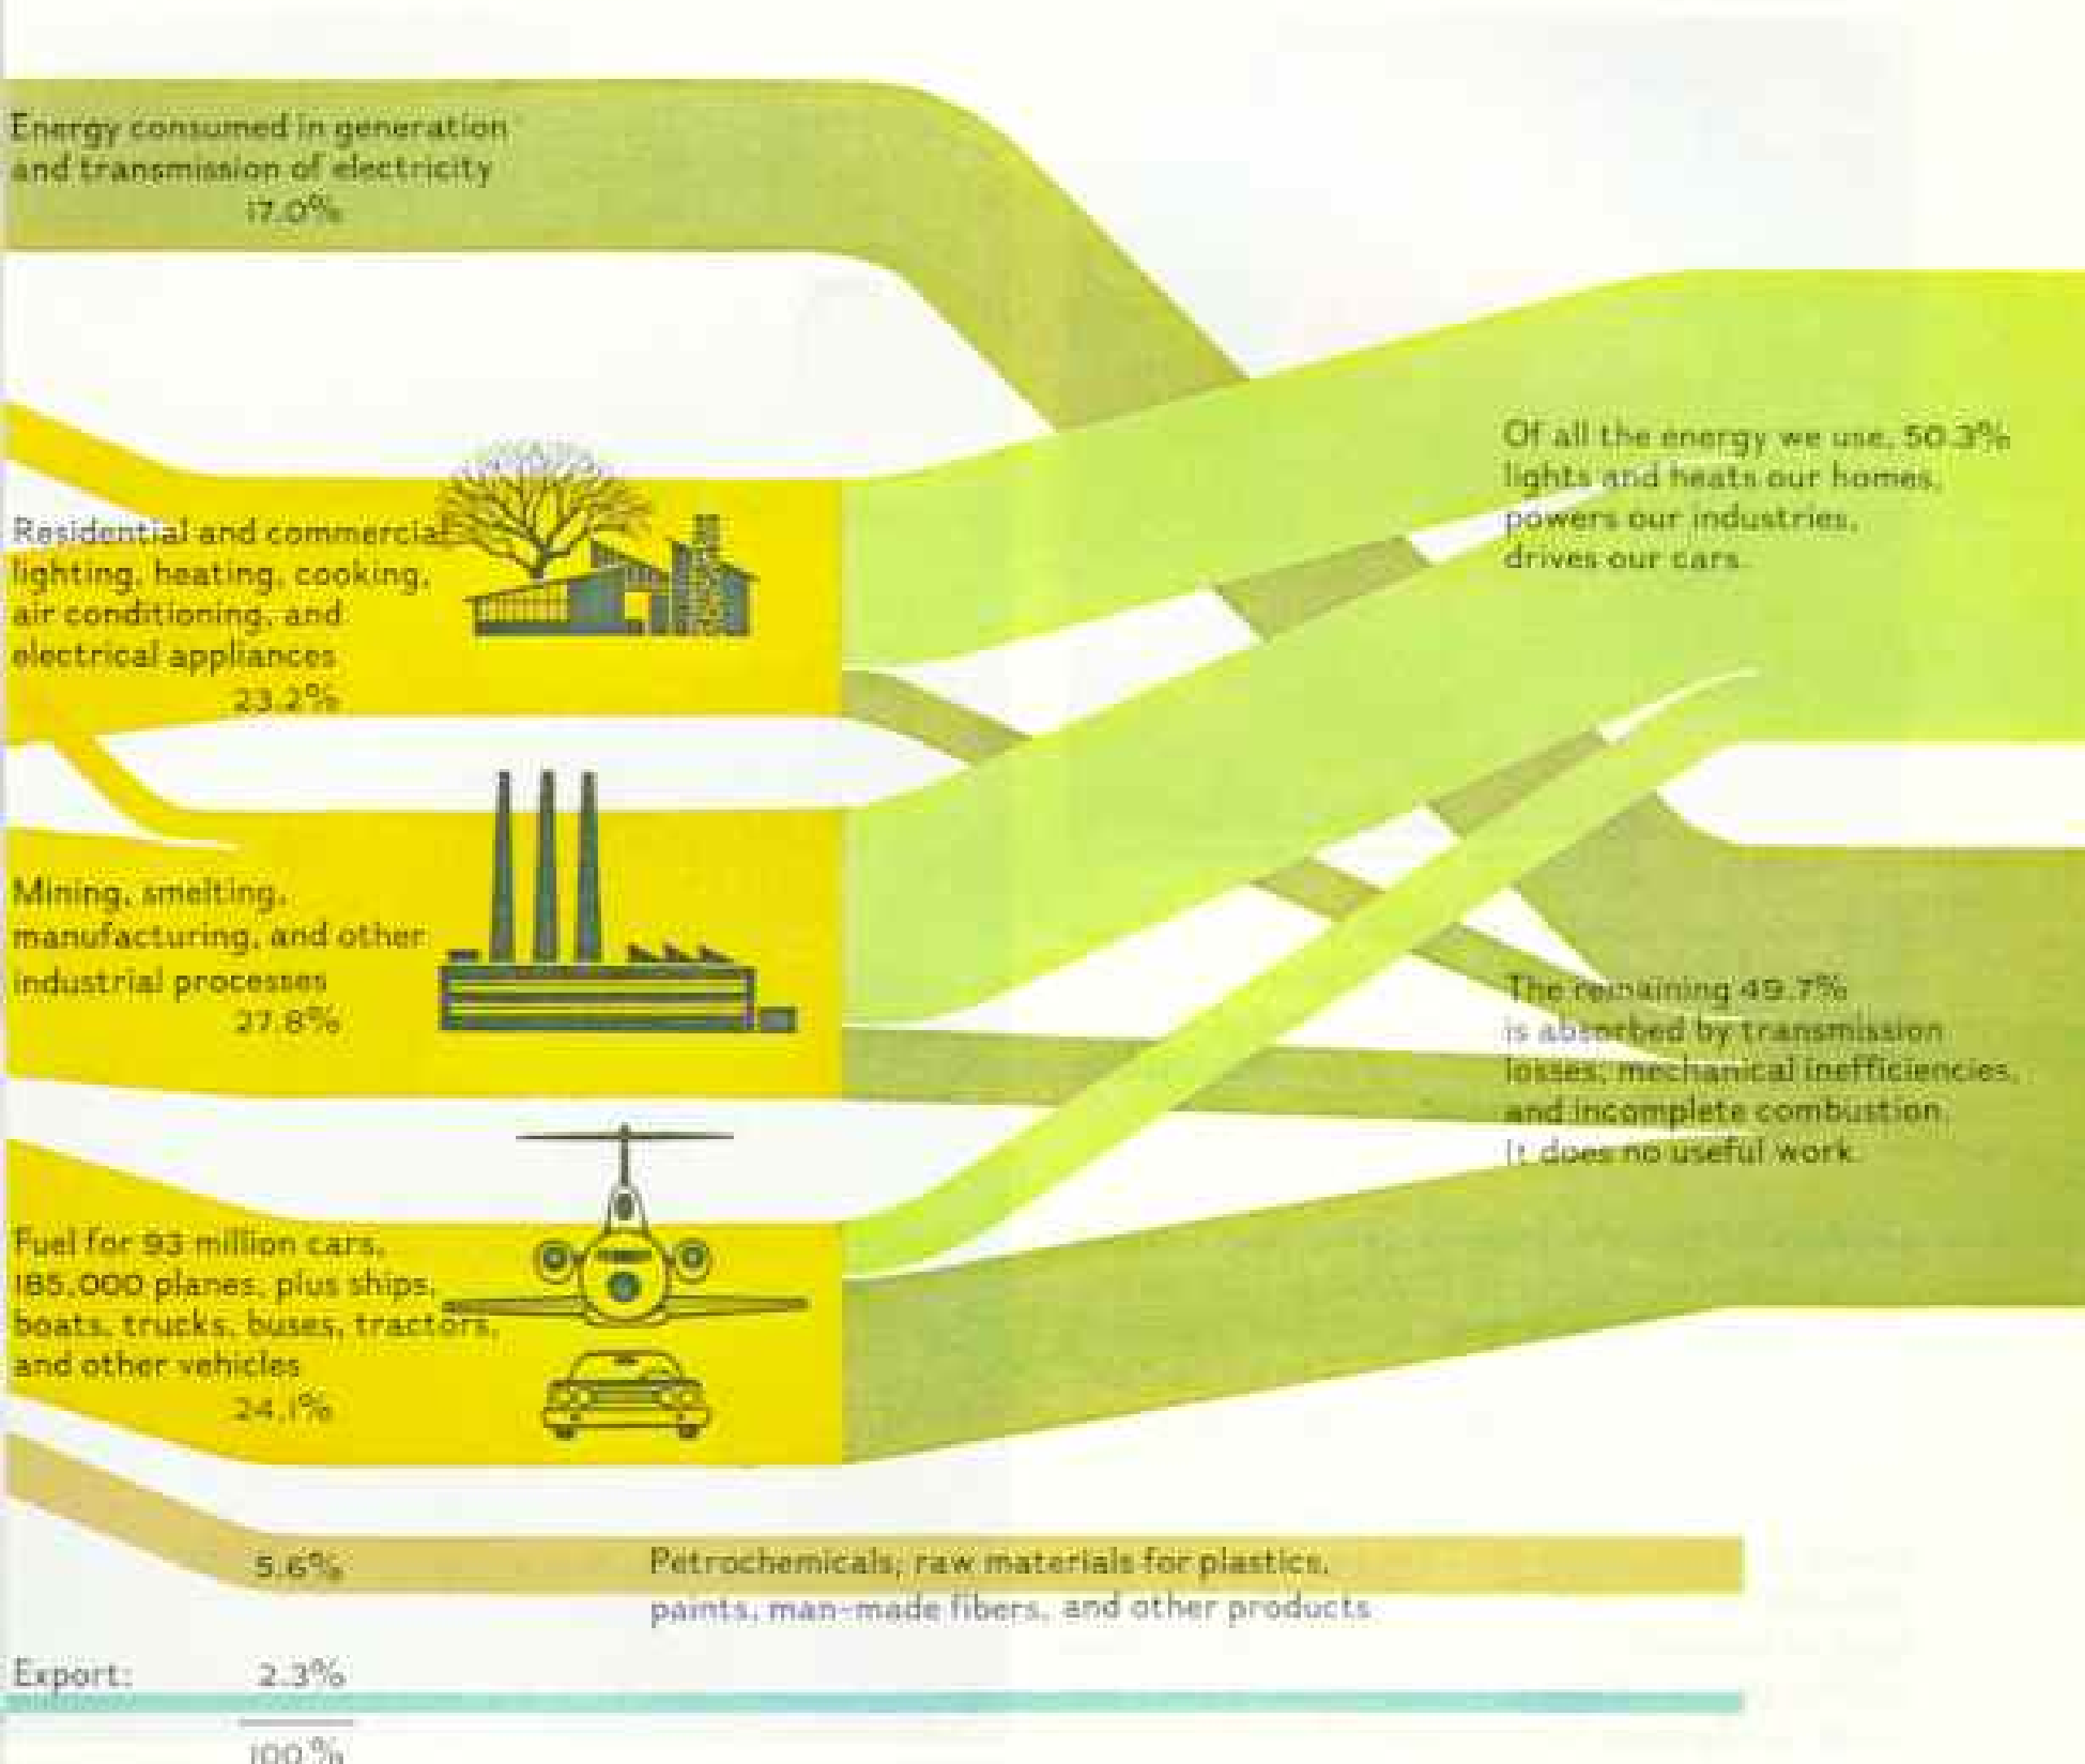 Energy consumed in generation
and transmission of electricity
17.0%
Residential and commercial
lighting, heating, cooking,
air conditioning, and
electrical appliances
23.2%
Mining, smelting,
manufacturing, and other
industrial processes
27.8%
Fuel for 93 million cars,
185,000 planes, plus ships,
boats, trucks, buses, tractors,
and other vehicles
24.1%
5.6%
Petrochemicals; raw materials for plastics,
paints, man-made fibers, and other products
Export: 2.3%
100%
Of all the energy we use, 50.3%
lights and heats our homes,
powers our industries,
drives our cars.
The remaining 49.7%
is absorbed by transmission
losses, mechanical inefficiencies,
and incomplete combustion.
It does no useful work.